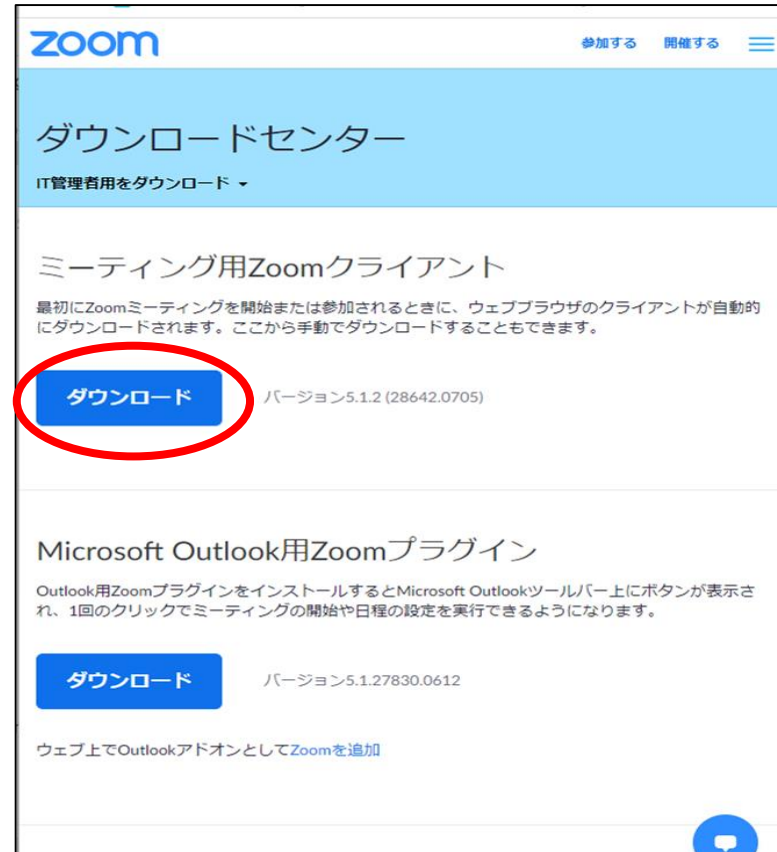 zoom
参加する 開催する
ダウンロードセンター
IT管理者用をダウンロード
ミーティング用Zoomクライアント
最初にZoomミーティングを開始または参加されるときに、ウェブブラウザのクライアントが自動的
にダウンロードされます。ここから手動でダウンロードすることもできます。
ダウンロード バージョン5.1.2 (28642.0705)
Microsoft Outlook用Zoomプラグイン
Outlook用ZoomプラグインをインストールするとMicrosoft Outlookツールバー上にボタンが表示さ
れ、1回のクリックでミーティングの開始や日程の設定を実行できるようになります。
ダウンロード バージョン5.1.27830.0612
ウェブ上でOutlookアドオンとしてZoomを追加